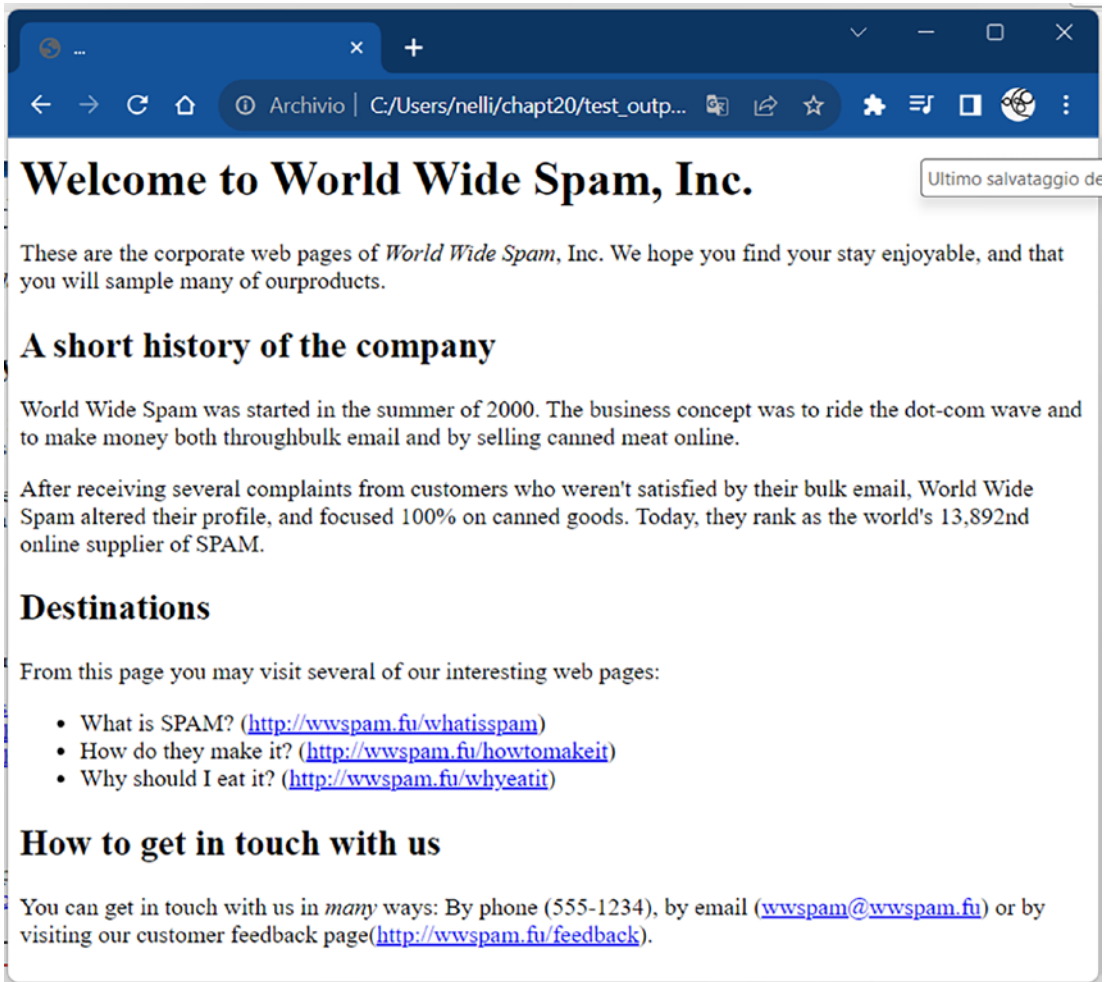 ...
Archivio | C:/Users/nelli/chapt20/test_outp...
Welcome to World Wide Spam, Inc.
Ultimo salvataggio de
These are the corporate web pages of World Wide Spam, Inc. We hope you find your stay enjoyable, and that
you will sample many of ourproducts.
A short history of the company
World Wide Spam was started in the summer of 2000. The business concept was to ride the dot-com wave and
to make money both throughbulk email and by selling canned meat online.
After receiving several complaints from customers who weren't satisfied by their bulk email, World Wide
Spam altered their profile, and focused 100% on canned goods. Today, they rank as the world's 13,892nd
online supplier of SPAM.
Destinations
From this page you may visit several of our interesting web pages:
• What is SPAM? (http://wwspam.fu/whatisspam)
• How do they make it? (http://wwspam.fu/howtomakeit)
• Why should I eat it? (http://wwspam.fu/whyeatit)
How to get in touch with us
You can get in touch with us in many ways: By phone (555-1234), by email (wwspam@wwspam.fu) or by
visiting our customer feedback page(http://wwspam.fu/feedback).